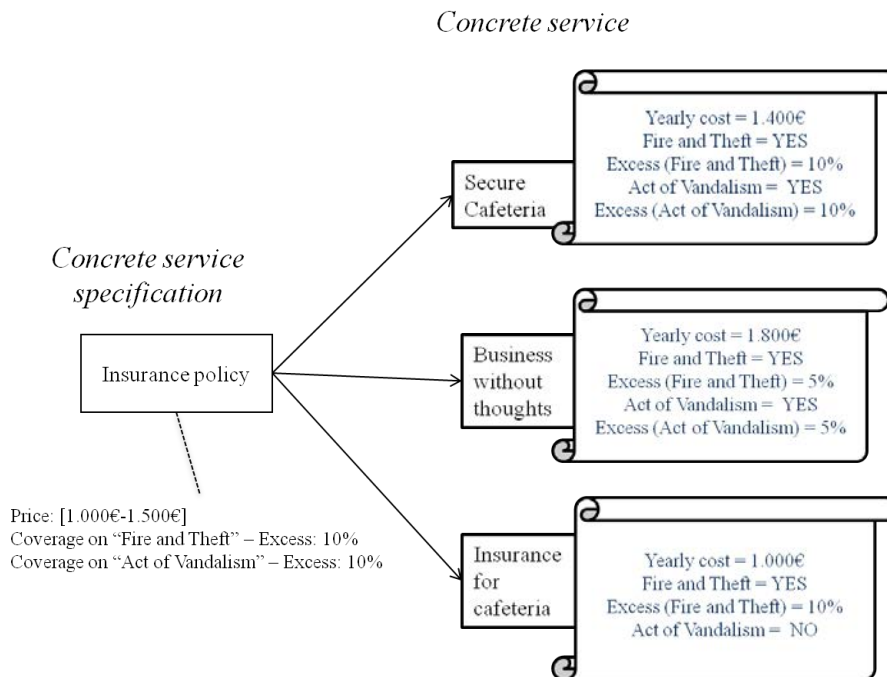 Concrete service
Yearly cost = 1.400€
Fire and Theft = YES
Excess (Fire and Theft) = 10%
Act of Vandalism =  YES
Excess (Act of Vandalism) = 10%
Secure
Cafeteria
Concrete service
specification
Insurance policy
Price: [1.000€-1.500€]
Coverage on “Fire and Theft” – Excess: 10%
Coverage on “Act of Vandalism” – Excess: 10%
Business
without
thoughts
Yearly cost = 1.800€
Fire and Theft = YES
Excess (Fire and Theft) = 5%
Act of Vandalism =  YES
Excess (Act of Vandalism) = 5%
Insurance
for
cafeteria
Yearly cost = 1.000€
Fire and Theft = YES
Excess (Fire and Theft) = 10%
Act of Vandalism =  NO